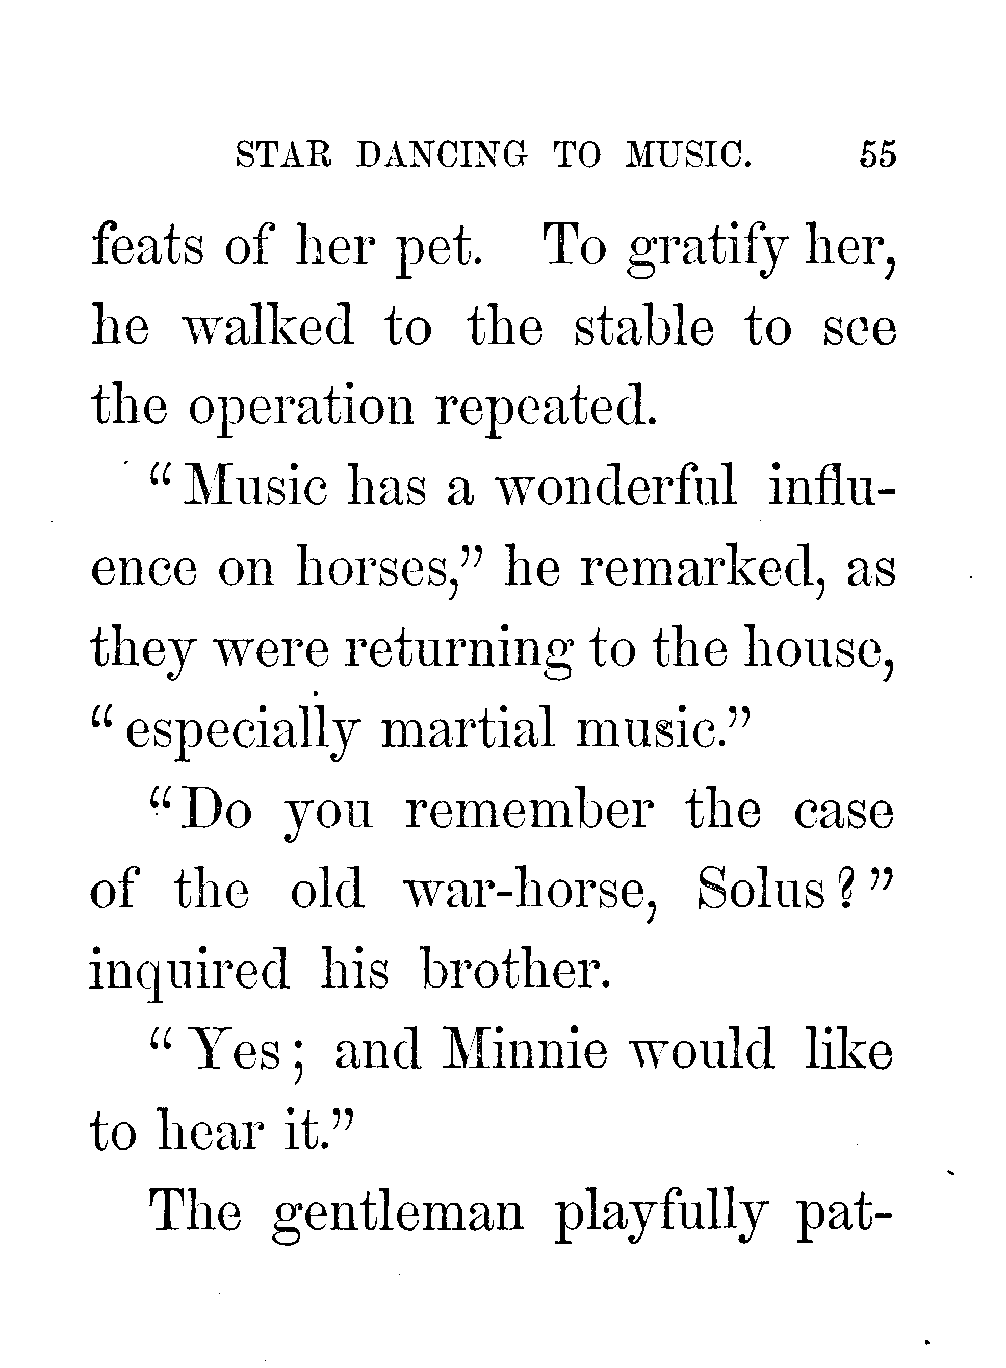 STAR DANCING TO MUSIC. 55
feats of her pet. To gratify her,
he walked to the stable to see
the operation repeated.
“Music has a wonderful influ-
ence on horses,” he remarked, as
they were returning to the house,
“especially martial music.”
“Do you remember the case
of the old war-horse, Solus?”
inquired his brother.
“Yes; and Minnie would like
to hear it.”
The gentleman playfully pat-